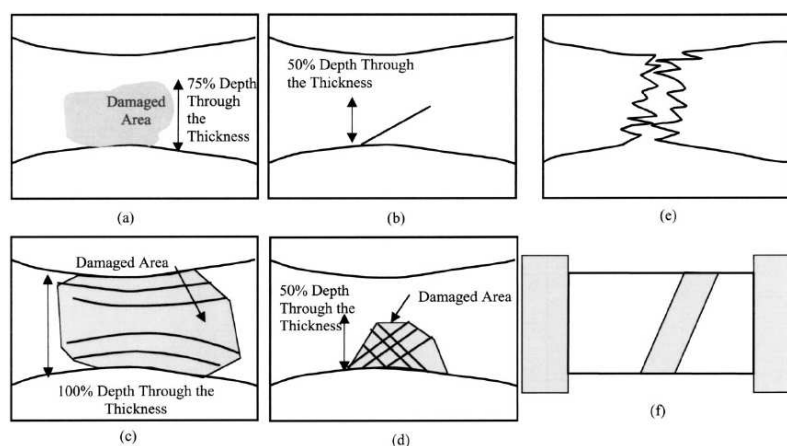 Damaged
Area
75% Depth
Through
the
Thickness
(a)
50% Depth Through
the Thickness
(b)
(e)
Damaged Area
100% Depth Through the
Thickness
(c)
50% Depth
Through the
Thickness
Damaged Area
(d)
(f)